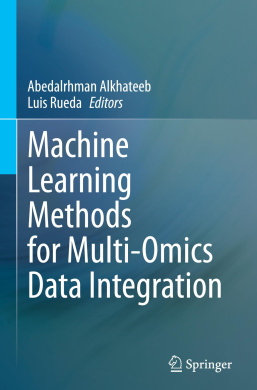 Abedalrhman Alkhateeb
Luis Rueda Editors
Machine
Learning
Methods
for Multi-Omics
Data Integration
Springer